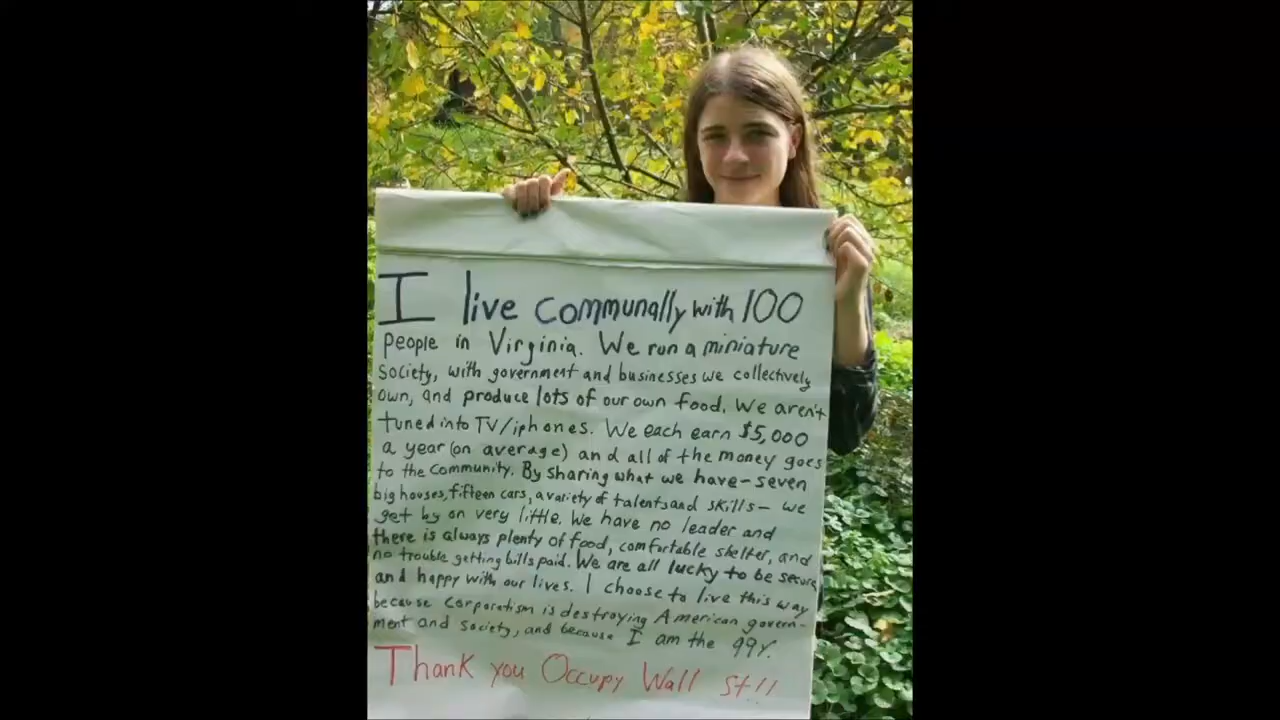 I live communally with 100
people in Virginia. We run a miniature
society, with government and businesses we collectively
own, and produce lots of our own food. We aren't
tuned into TV/iphones. We each earn $5,000
a year (on average) and all of the money goes
to the community. By sharing what we have - seven
big houses, fifteen cars, a variety of talents and skills - we
get by on very little. We have no leader and
there is always plenty of food, comfortable shelter, and
no trouble getting bills paid. We are all lucky to be secure
and happy with our lives. I choose to live this way
because corporatism is destroying American govern-
ment and society, and because I am the 99%.
Thank you Occupy Wall